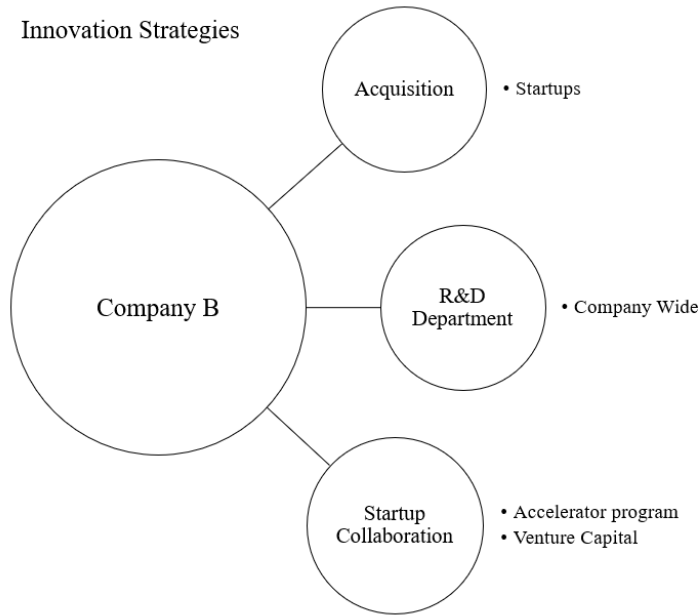 Innovation Strategies
Acquisition
• Startups
Company B
R&D
Department
• Company Wide
Startup
Collaboration
• Accelerator program
• Venture Capital